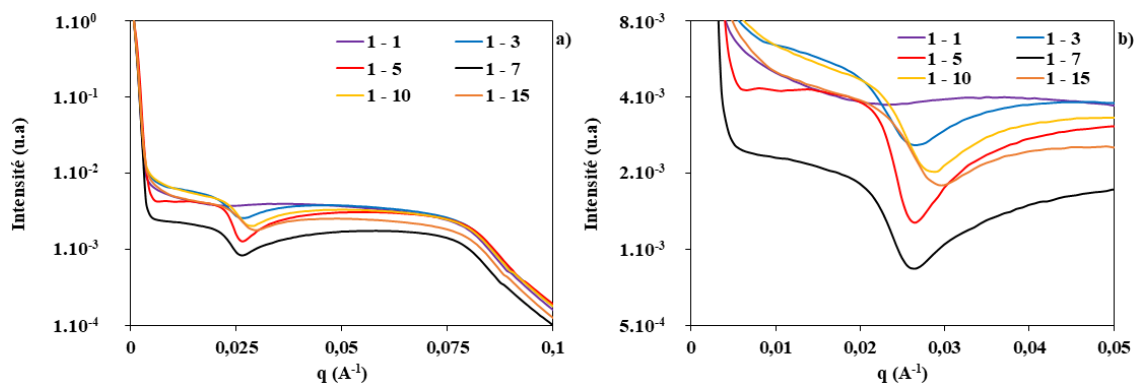 1.10⁰
1.10⁻¹
1.10⁻²
1.10⁻³
1.10⁻⁴
Intensité (u.a)
0
0,025
0,05
0,075
0,1
q (A⁻¹)
1 - 1
1 - 3
1 - 5
1 - 7
1 - 10
1 - 15
a)
8.10⁻³
4.10⁻³
2.10⁻³
1.10⁻³
5.10⁻⁴
Intensité (u.a)
0
0,01
0,02
0,03
0,04
0,05
q (A⁻¹)
1 - 1
1 - 3
1 - 5
1 - 7
1 - 10
1 - 15
b)